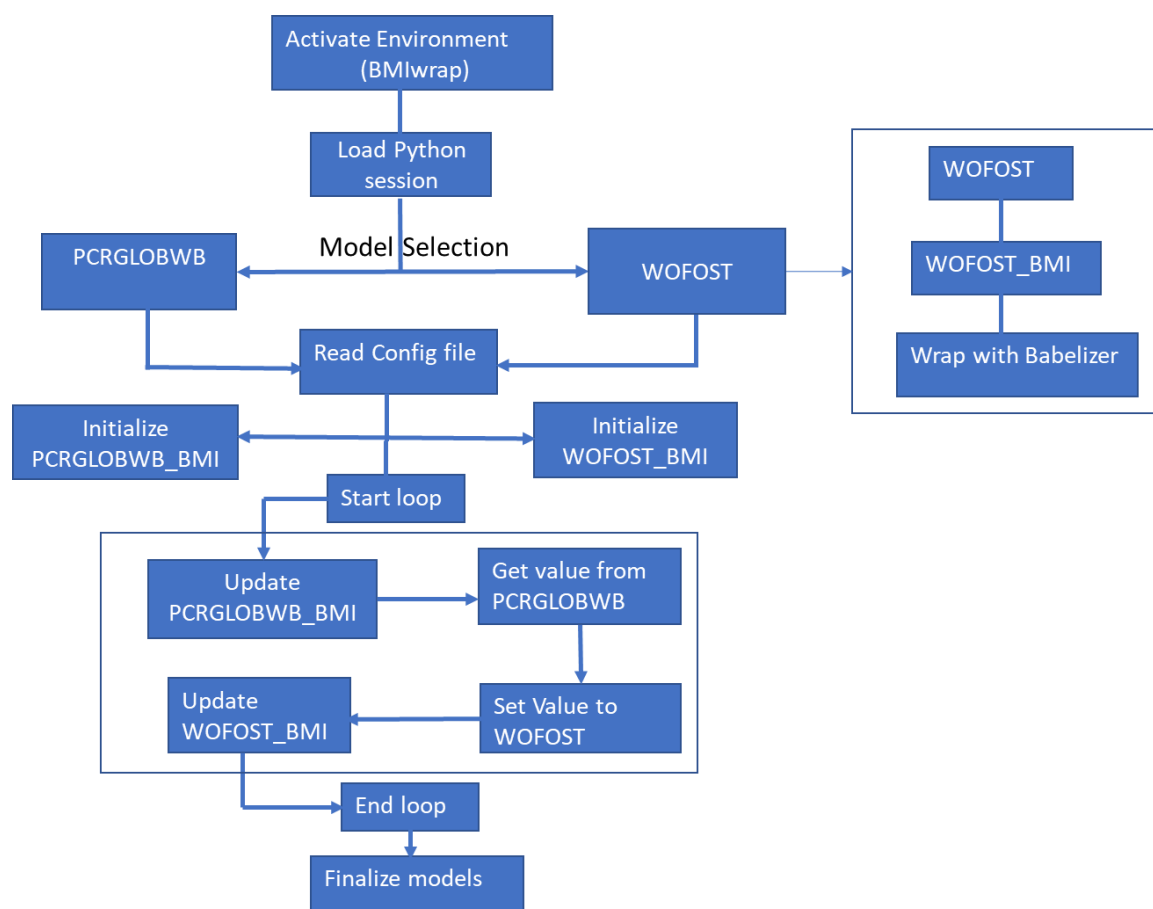 Activate Environment
(BMIwrap)
Load Python
session
Model Selection
PCRGLOBWB
WOFOST
WOFOST
WOFOST_BMI
Wrap with Babelizer
Read Config file
Initialize
PCRGLOBWB_BMI
Initialize
WOFOST_BMI
Start loop
Update
PCRGLOBWB_BMI
Get value from
PCRGLOBWB
Set Value to
WOFOST
Update
WOFOST_BMI
End loop
Finalize models